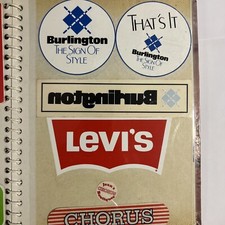 Burlington
THE SIGN OF
STYLE
THAT'S IT
Burlington
THE SIGN OF
STYLE
Burlington
LEVI'S
CHORUS